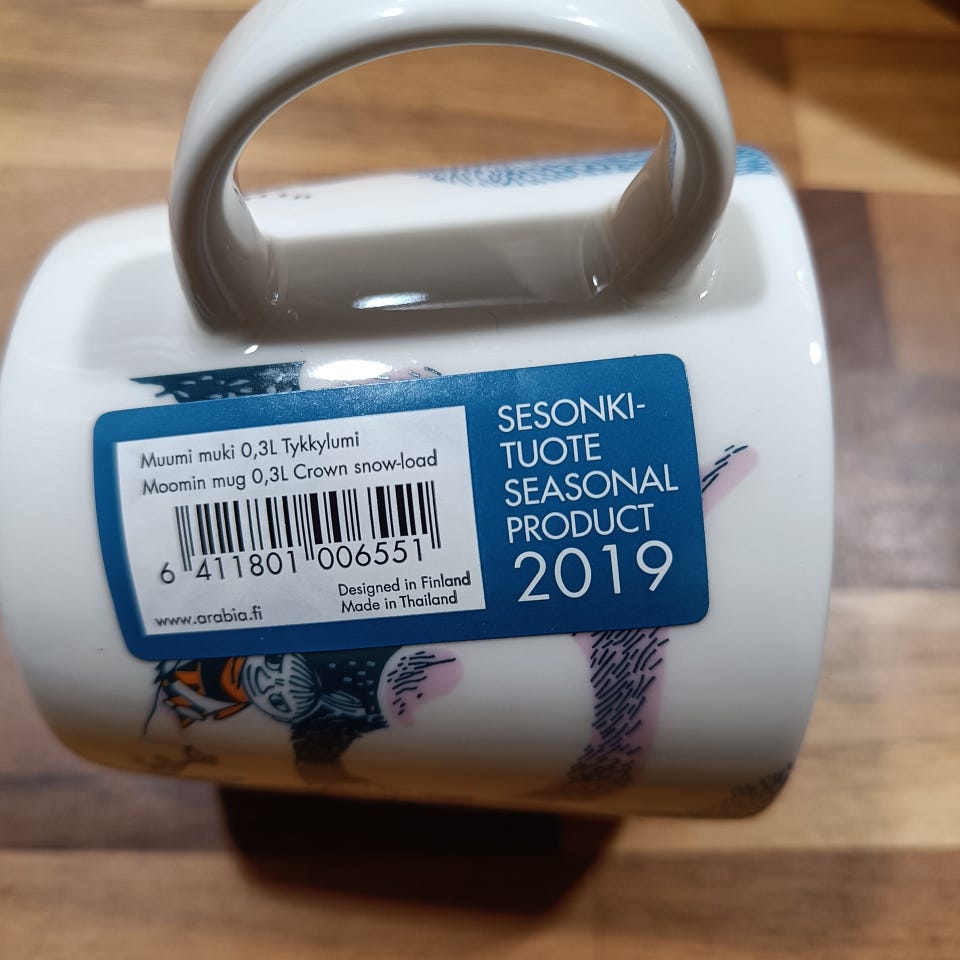 Muumi muki 0,3L Tykkylumi
Moomin mug 0,3L Crown snow-load
6 411801 006551
Designed in Finland
Made in Thailand
www.arabia.fi
SESONKI-
TUOTE
SEASONAL
PRODUCT
2019